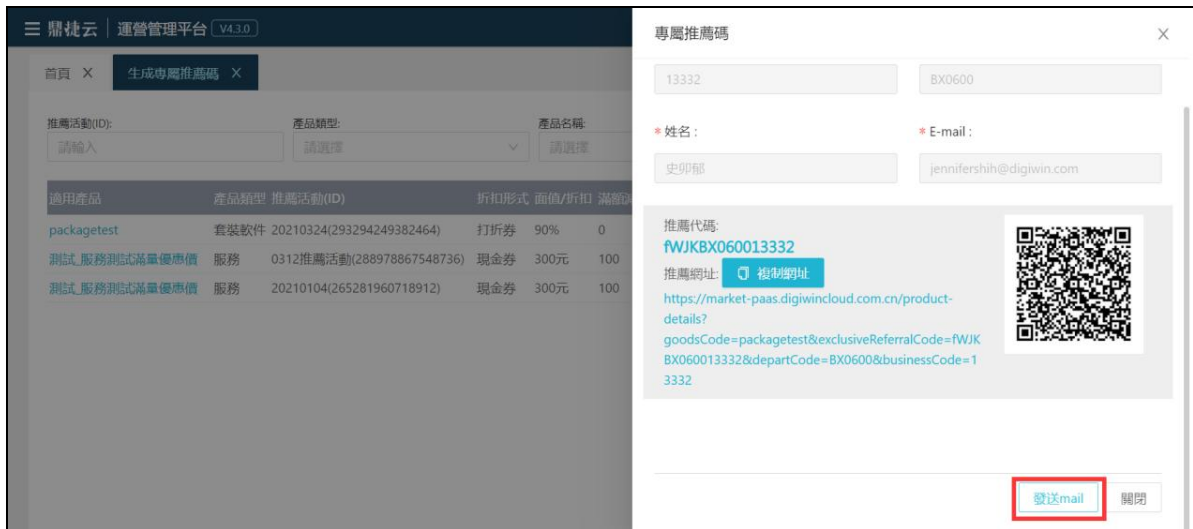 鼎捷云 運營管理平台 V4.3.0
首頁 X 生成專屬推薦碼 X
推薦活動(ID): 產品類型: 產品名稱:
請輸入 請選擇 請選擇
適用產品 產品類型 推薦活動(ID) 折扣形式 面值/折扣
packagetest 套裝軟件 20210324(293294249382464) 打折券 90% 0
測試_服務測試滿量優惠價 服務 0312推薦活動(288978867548736) 現金券 300元 100
測試_服務測試滿量優惠價 服務 20210104(265281960718912) 現金券 300元 100
專屬推薦碼
13332 BX0600
* 姓名 : * E-mail :
史卯郁 jennifershih@digiwin.com
推薦代碼:
fWJKBX060013332
推薦網址: 複制網址
https://market-paas.digiwincloud.com.cn/product-
details?
goodsCode=packagetest&exclusiveReferralCode=fWJK
BX060013332&departCode=BX0600&businessCode=1
3332
發送mail 關閉